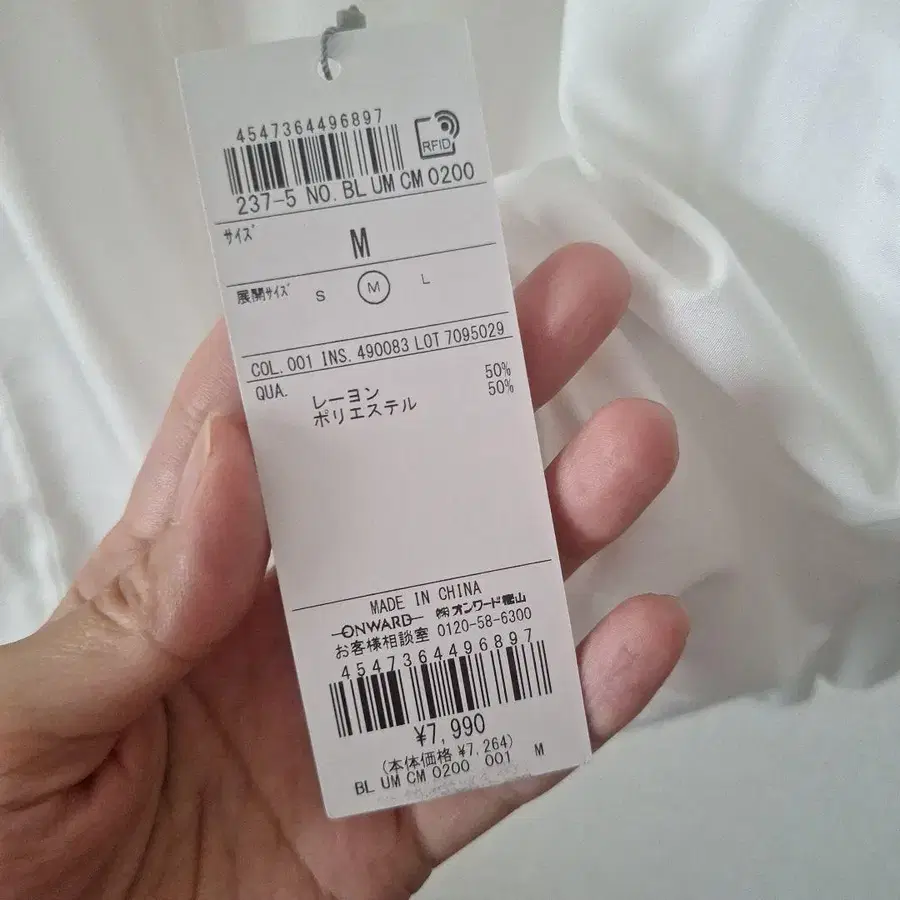 4547364496897
RFID
237-5 NO. BL UM CM 0200
サイズ
M
展開サイズ S M L
COL. 001 INS. 490083 LOT 7095029
QUA. レーヨン 50%
ポリエステル 50%
MADE IN CHINA
ONWARD ㈱オンワード樫山
お客様相談室 0120-58-6300
4547364496897
¥7,990
(本体価格 ¥7,264)
BL UM CM 0200 001 M